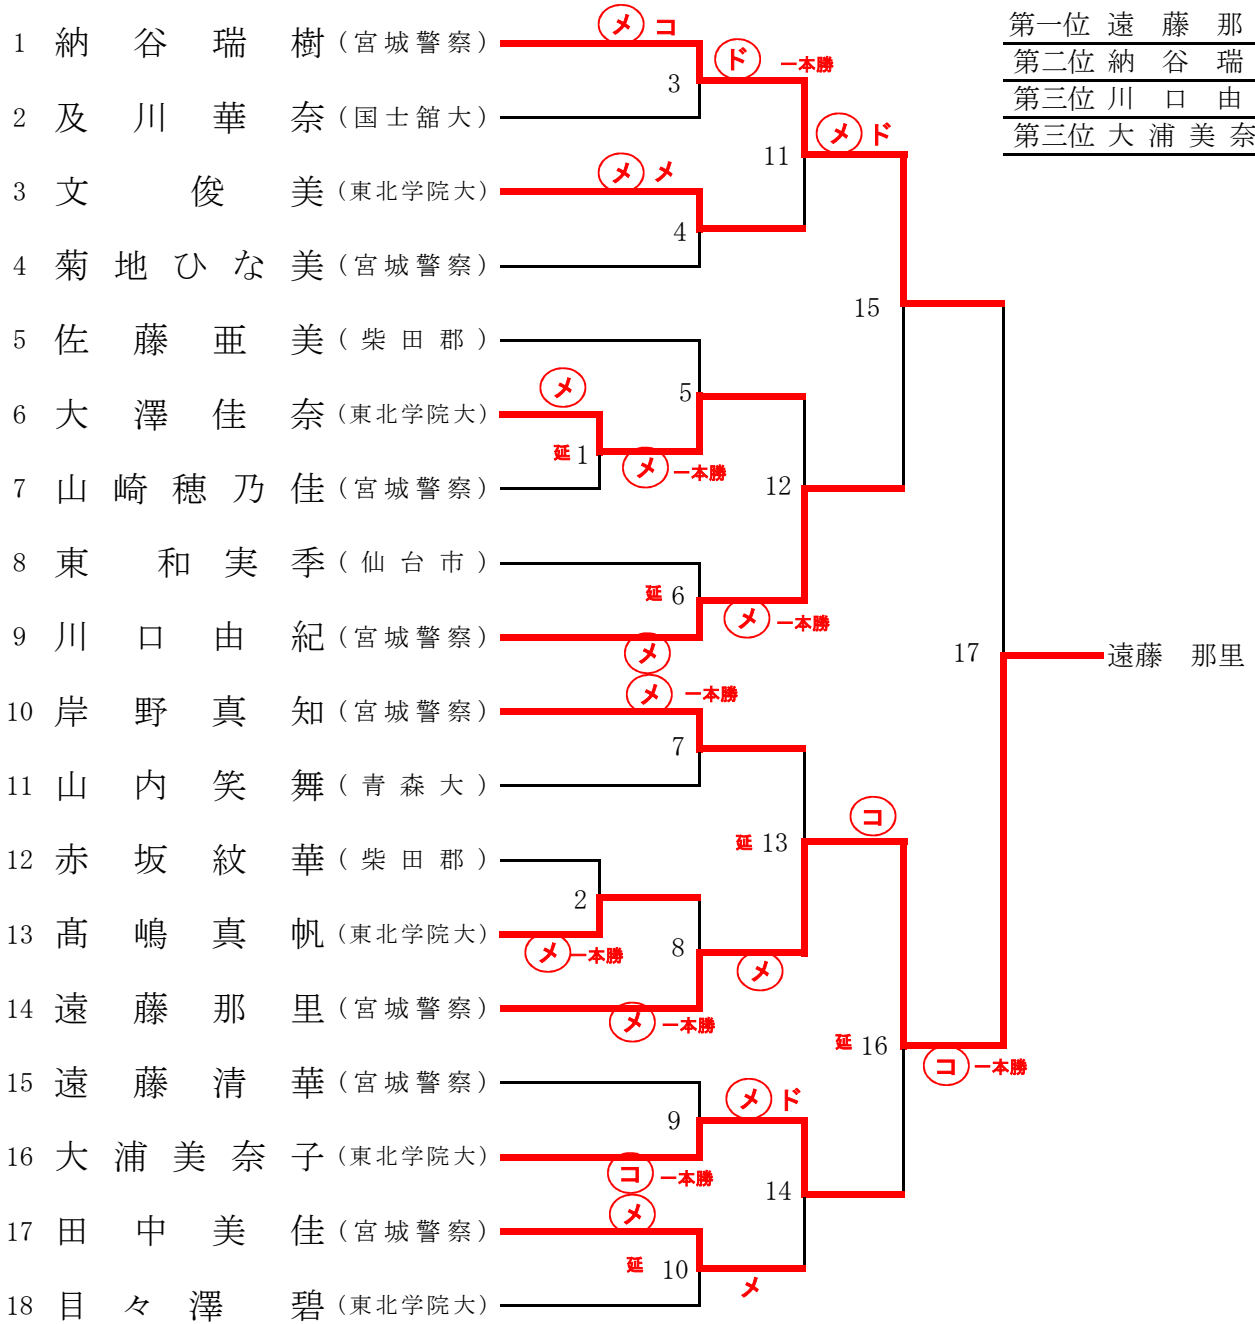 1 納谷瑞樹 (宮城警察)
2 及川華奈 (国士舘大)
3 文俊美 (東北学院大)
4 菊地ひな美 (宮城警察)
5 佐藤亜美 (柴田郡)
6 大澤佳奈 (東北学院大)
7 山崎穂乃佳 (宮城警察)
8 東和実季 (仙台市)
9 川口由紀 (宮城警察)
10 岸野真知 (宮城警察)
11 山内笑舞 (青森大)
12 赤坂紋華 (柴田郡)
13 髙嶋真帆 (東北学院大)
14 遠藤那里 (宮城警察)
15 遠藤清華 (宮城警察)
16 大浦美奈子 (東北学院大)
17 田中美佳 (宮城警察)
18 目々澤碧 (東北学院大)
メ
延 1
2
メ 一本勝
メ コ
3
メ メ
4
5
メ 一本勝
延 6
メ
メ 一本勝
7
8
メ 一本勝
9
コ 一本勝
メ
延 10
ド 一本勝
11
12
メ 一本勝
延 13
メ
メ ド
14
メ
メ ド
15
コ
延 16
17
コ 一本勝
遠藤 那里
第一位 遠藤那
第二位 納谷瑞
第三位 川口由
第三位 大浦美奈